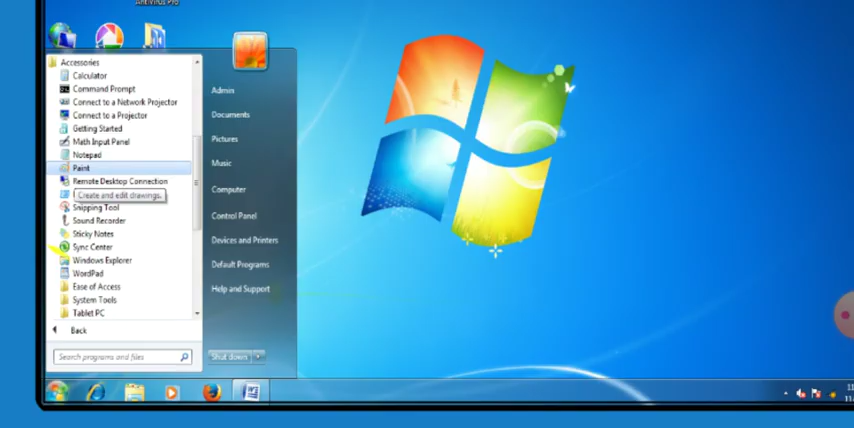 AntiVirus Pro
Accessories
Calculator
Command Prompt
Connect to a Network Projector
Connect to a Projector
Getting Started
Math Input Panel
Notepad
Paint
Remote Desktop Connection
Create and edit drawings.
Snipping Tool
Sound Recorder
Sticky Notes
Sync Center
Windows Explorer
WordPad
Ease of Access
System Tools
Tablet PC
Back
Search programs and files
Admin
Documents
Pictures
Music
Computer
Control Panel
Devices and Printers
Default Programs
Help and Support
Shut down